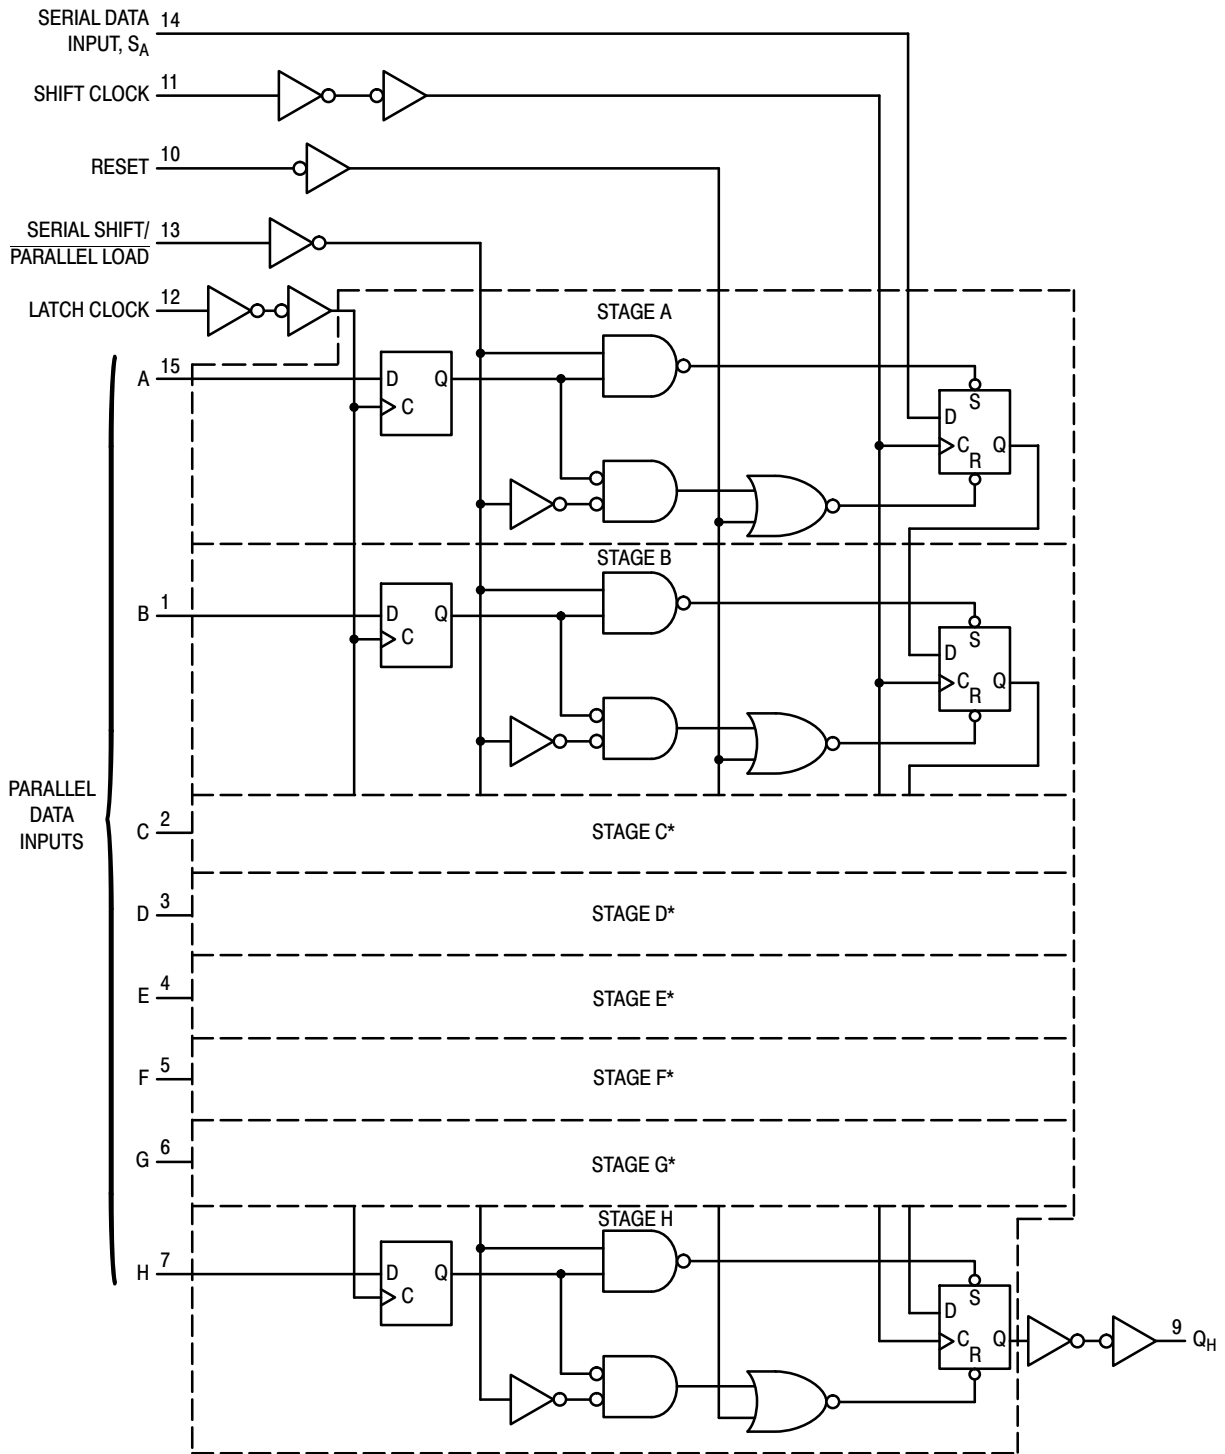 SERIAL DATA
INPUT, SA
14
SHIFT CLOCK
11
RESET
10
SERIAL SHIFT/
PARALLEL LOAD
13
LATCH CLOCK
12
STAGE A
A
15
D Q
C
S
D
C Q
R
STAGE B
B
1
D Q
C
S
D
C Q
R
PARALLEL
DATA
INPUTS
C
2
STAGE C*
D
3
STAGE D*
E
4
STAGE E*
F
5
STAGE F*
G
6
STAGE G*
STAGE H
H
7
D Q
C
S
D
C Q
R
9
QH